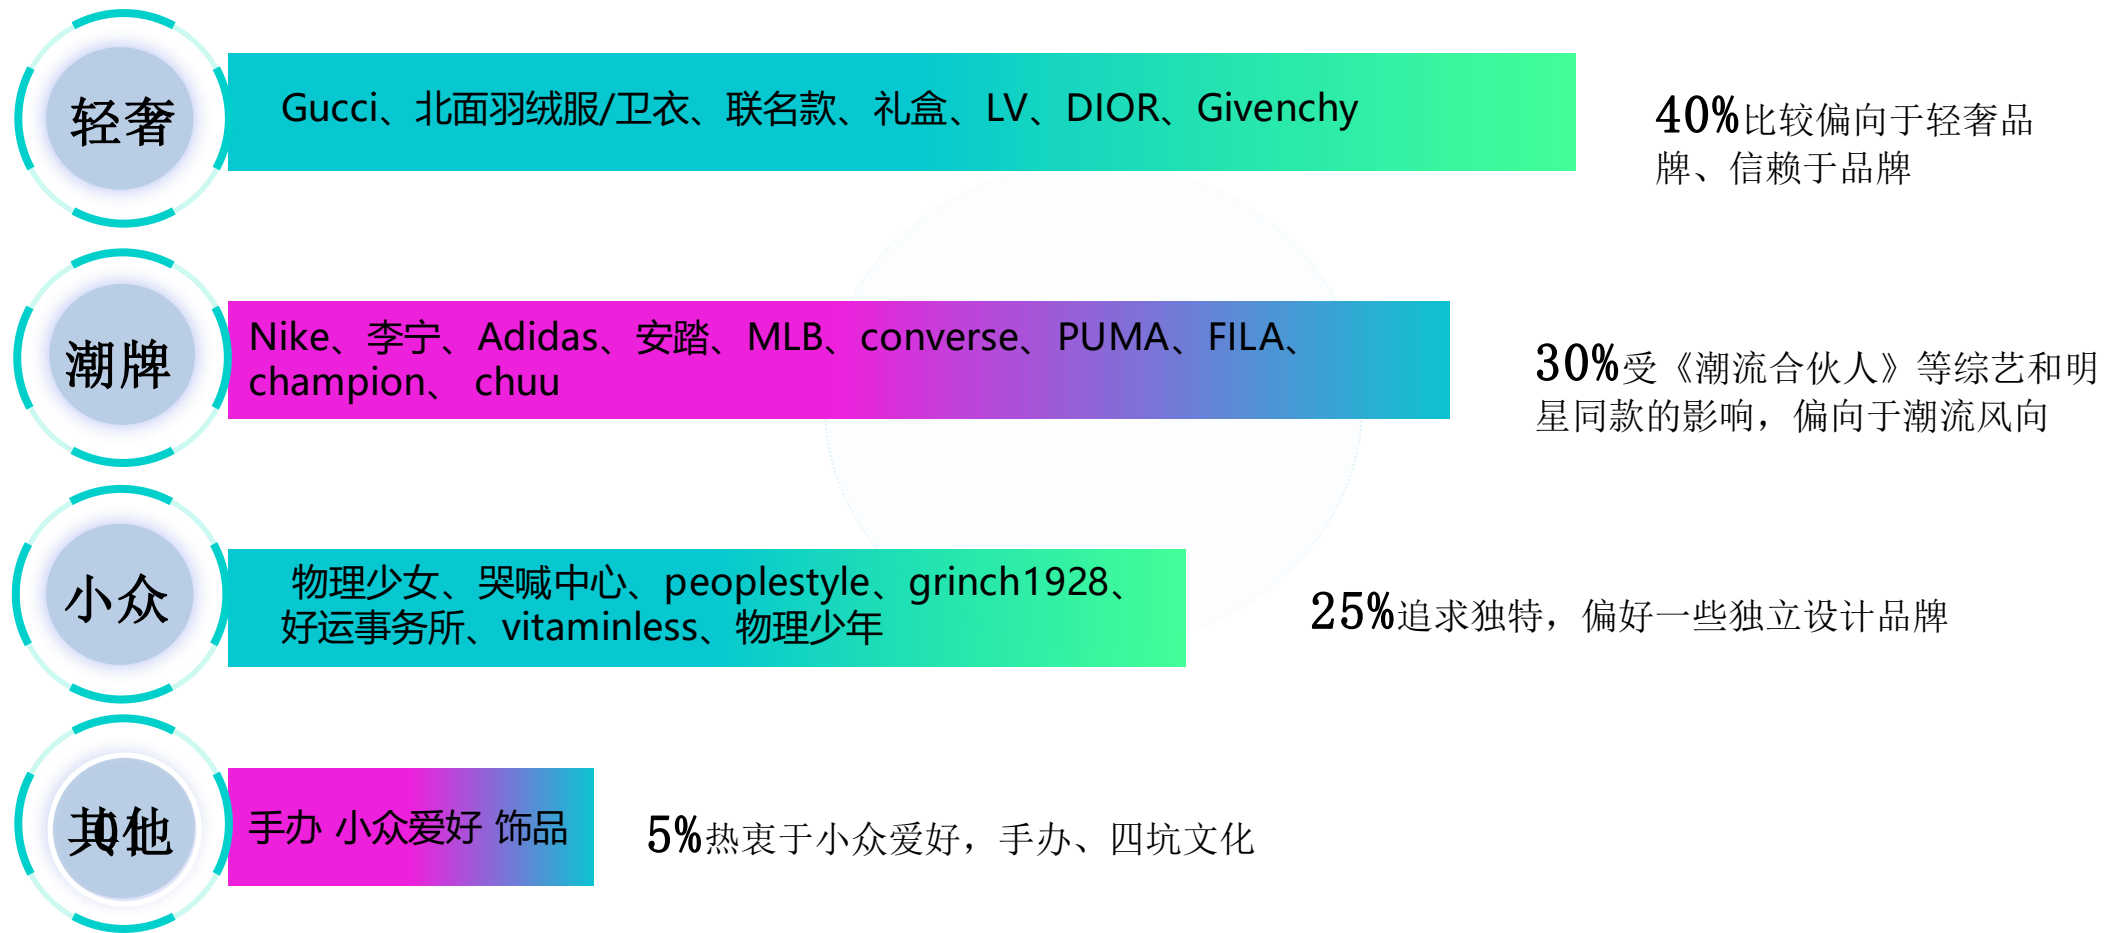 轻奢
Gucci、北面羽绒服/卫衣、联名款、礼盒、LV、DIOR、Givenchy
40%比较偏向于轻奢品
牌、信赖于品牌
潮牌
Nike、李宁、Adidas、安踏、MLB、converse、PUMA、FILA、
champion、 chuu
30%受《潮流合伙人》等综艺和明
星同款的影响，偏向于潮流风向
小众
物理少女、哭喊中心、peoplestyle、grinch1928、
好运事务所、vitaminless、物理少年
25%追求独特，偏好一些独立设计品牌
其他
手办 小众爱好 饰品
5%热衷于小众爱好，手办、四坑文化